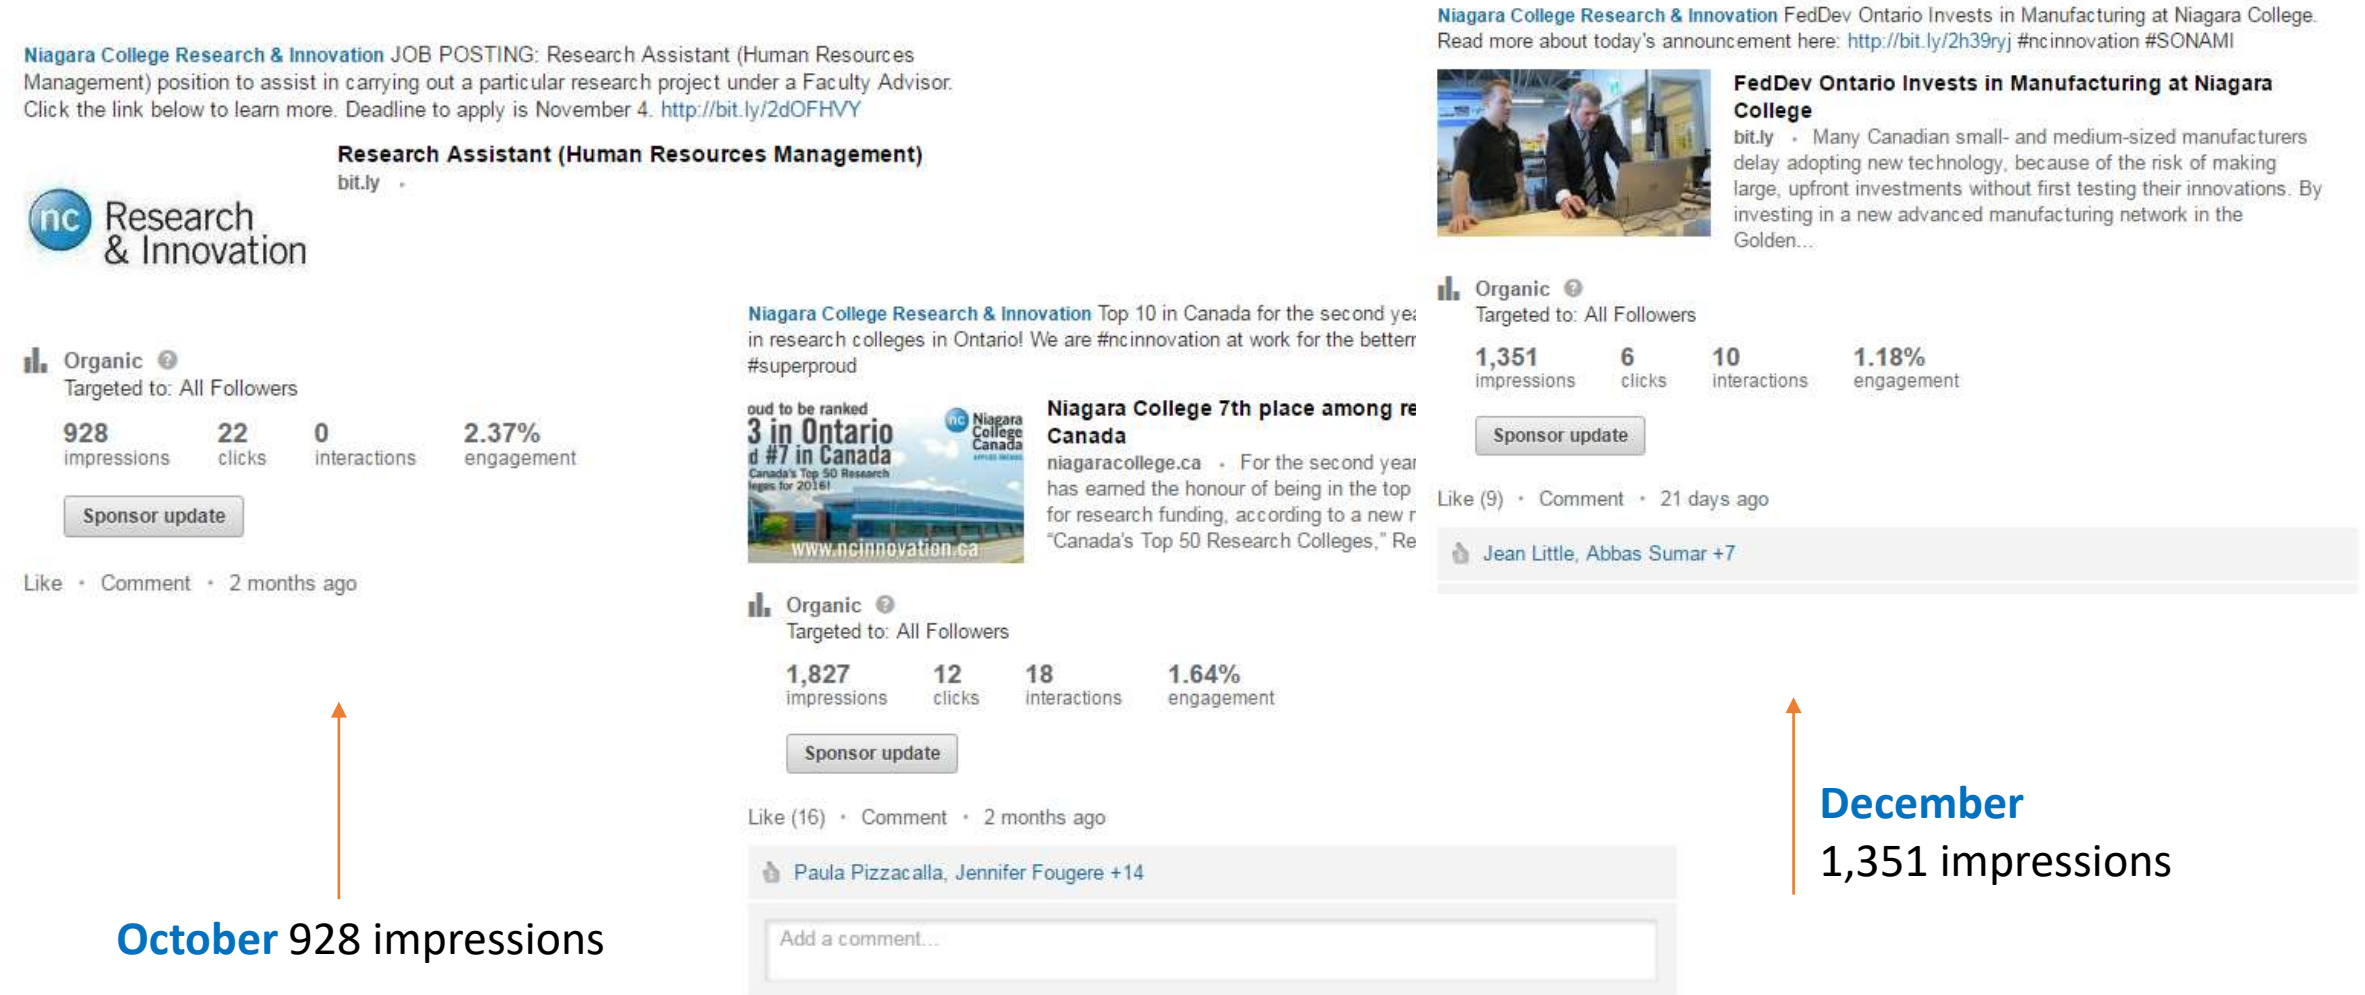 Niagara College Research & Innovation JOB POSTING: Research Assistant (Human Resources
Management) position to assist in carrying out a particular research project under a Faculty Advisor.
Click the link below to learn more. Deadline to apply is November 4. http://bit.ly/2dOFHVY
Research Assistant (Human Resources Management)
bit.ly •
nc Research
& Innovation
Organic ?
Targeted to: All Followers
928 22 0 2.37%
impressions clicks interactions engagement
Sponsor update
Like • Comment • 2 months ago
October 928 impressions
Niagara College Research & Innovation Top 10 in Canada for the second yea
in research colleges in Ontario! We are #ncinnovation at work for the betterm
#superproud
oud to be ranked
3 in Ontario
d #7 in Canada
Canada's Top 50 Research
leges for 2016!
nc Niagara
College
Canada
www.ncinnovation.ca
Niagara College 7th place among re
Canada
niagaracollege.ca • For the second year
has earned the honour of being in the top
for research funding, according to a new r
"Canada's Top 50 Research Colleges," Re
Organic ?
Targeted to: All Followers
1,827 12 18 1.64%
impressions clicks interactions engagement
Sponsor update
Like (16) • Comment • 2 months ago
Paula Pizzacalla, Jennifer Fougere +14
Add a comment...
Niagara College Research & Innovation FedDev Ontario Invests in Manufacturing at Niagara College.
Read more about today's announcement here: http://bit.ly/2h39ryj #ncinnovation #SONAMI
FedDev Ontario Invests in Manufacturing at Niagara
College
bit.ly • Many Canadian small- and medium-sized manufacturers
delay adopting new technology, because of the risk of making
large, upfront investments without first testing their innovations. By
investing in a new advanced manufacturing network in the
Golden...
Organic ?
Targeted to: All Followers
1,351 6 10 1.18%
impressions clicks interactions engagement
Sponsor update
Like (9) • Comment • 21 days ago
Jean Little, Abbas Sumar +7
December
1,351 impressions